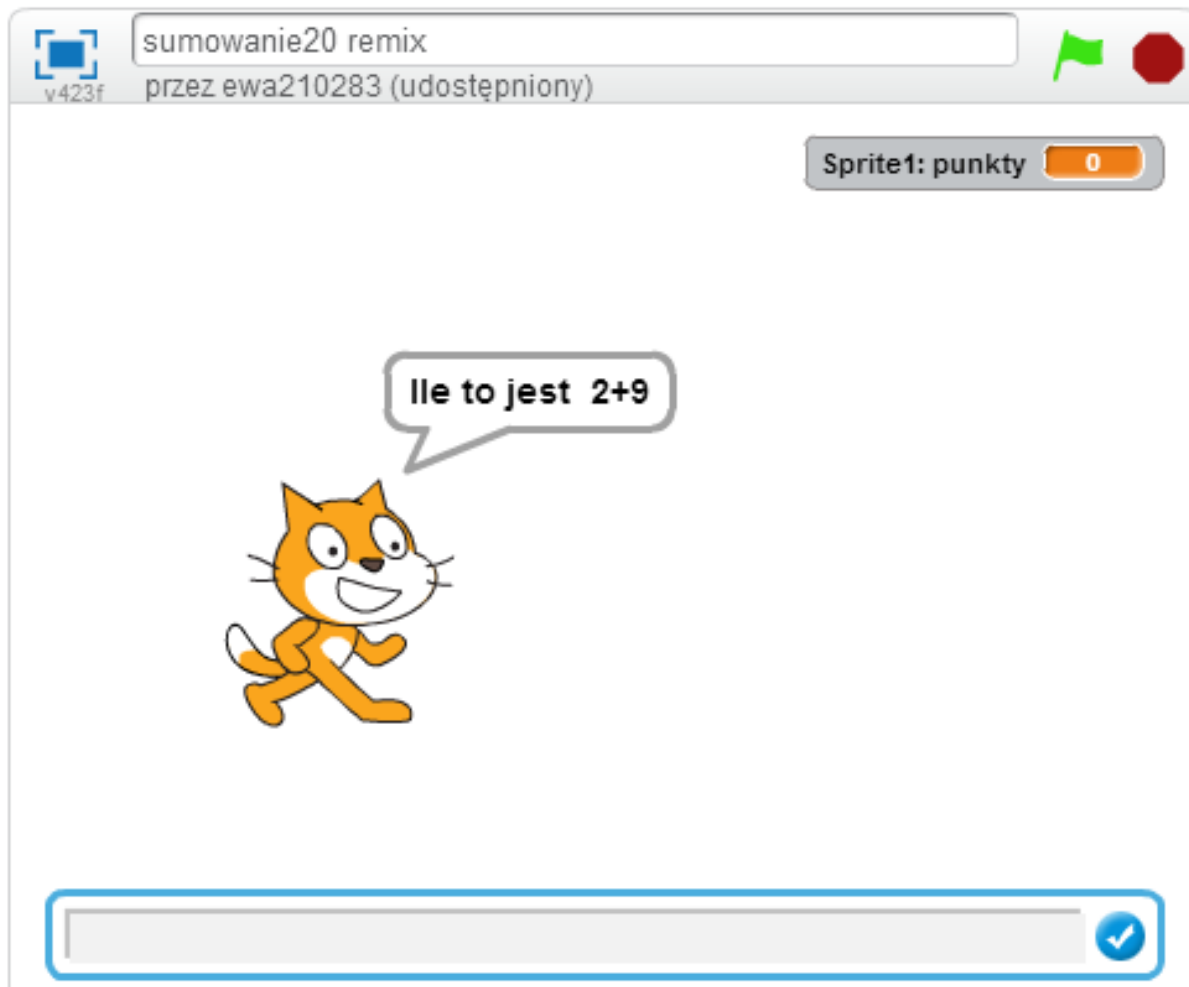 sumowanie20 remix
v423f
przez ewa210283 (udostępniony)
Sprite1: punkty 0
Ile to jest 2+9